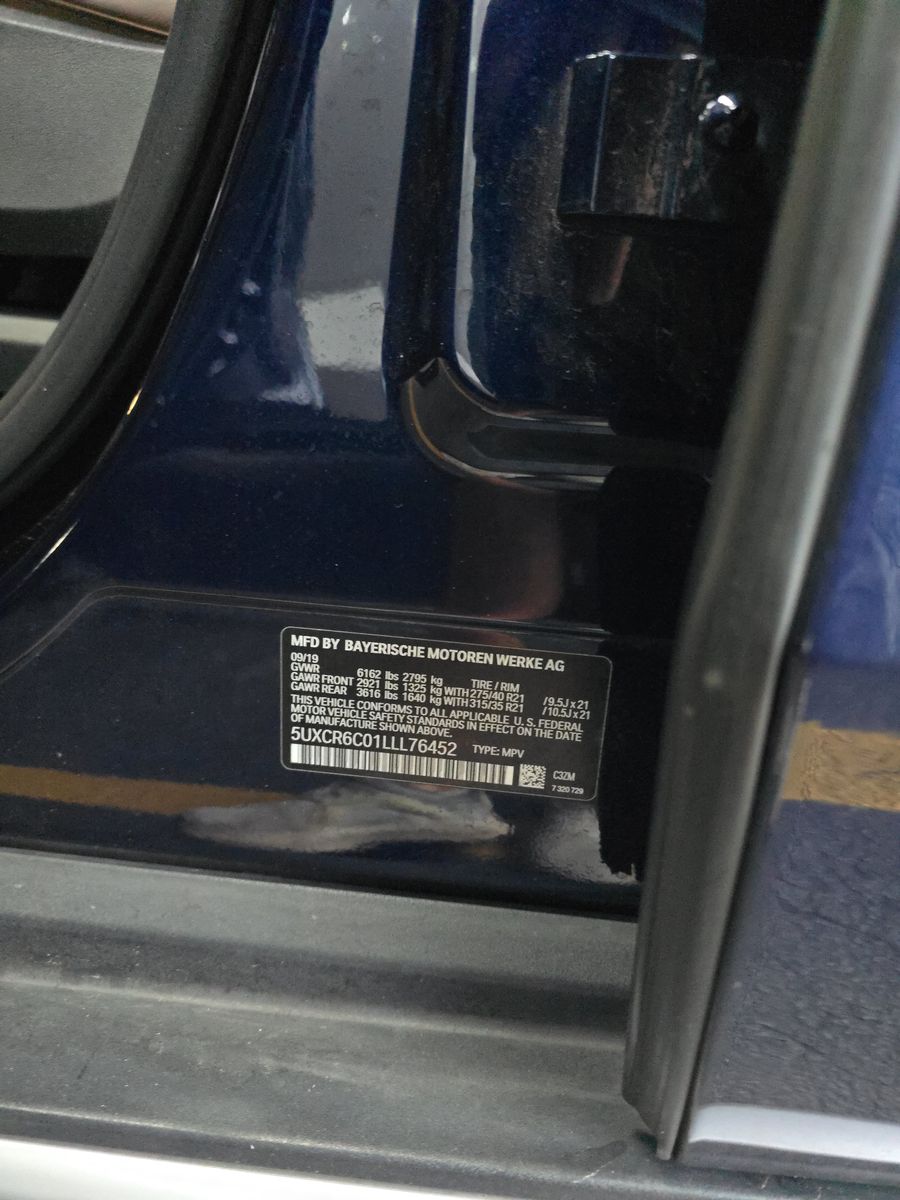 MFD BY BAYERISCHE MOTOREN WERKE AG
09/19
GVWR 6162 lbs 2795 kg TIRE / RIM
GAWR FRONT 2921 lbs 1325 kg WITH 275/40 R21 /9.5J x 21
GAWR REAR 3616 lbs 1640 kg WITH 315/35 R21 /10.5J x 21
THIS VEHICLE CONFORMS TO ALL APPLICABLE U. S. FEDERAL
MOTOR VEHICLE SAFETY STANDARDS IN EFFECT ON THE DATE
OF MANUFACTURE SHOWN ABOVE.
5UXCR6C01LLL76452 TYPE: MPV
C3ZM
7 320 729